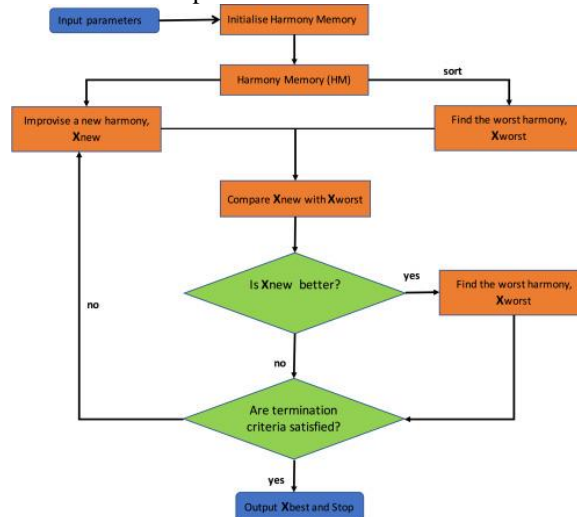 Input parameters
Initialise Harmony Memory
Harmony Memory (HM)
sort
Improvise a new harmony,
Xnew
Find the worst harmony,
Xworst
Compare Xnew with Xworst
Is Xnew better?
yes
Find the worst harmony,
Xworst
no
no
Are termination
criteria satisfied?
yes
Output Xbest and Stop